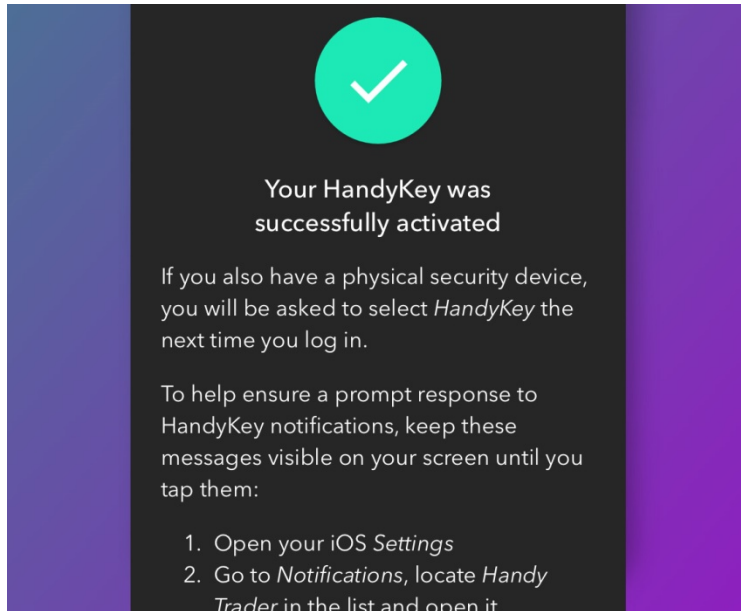 Your HandyKey was
successfully activated
If you also have a physical security device,
you will be asked to select HandyKey the
next time you log in.
To help ensure a prompt response to
HandyKey notifications, keep these
messages visible on your screen until you
tap them:
1. Open your iOS Settings
2. Go to Notifications, locate Handy
Trader in the list and open it